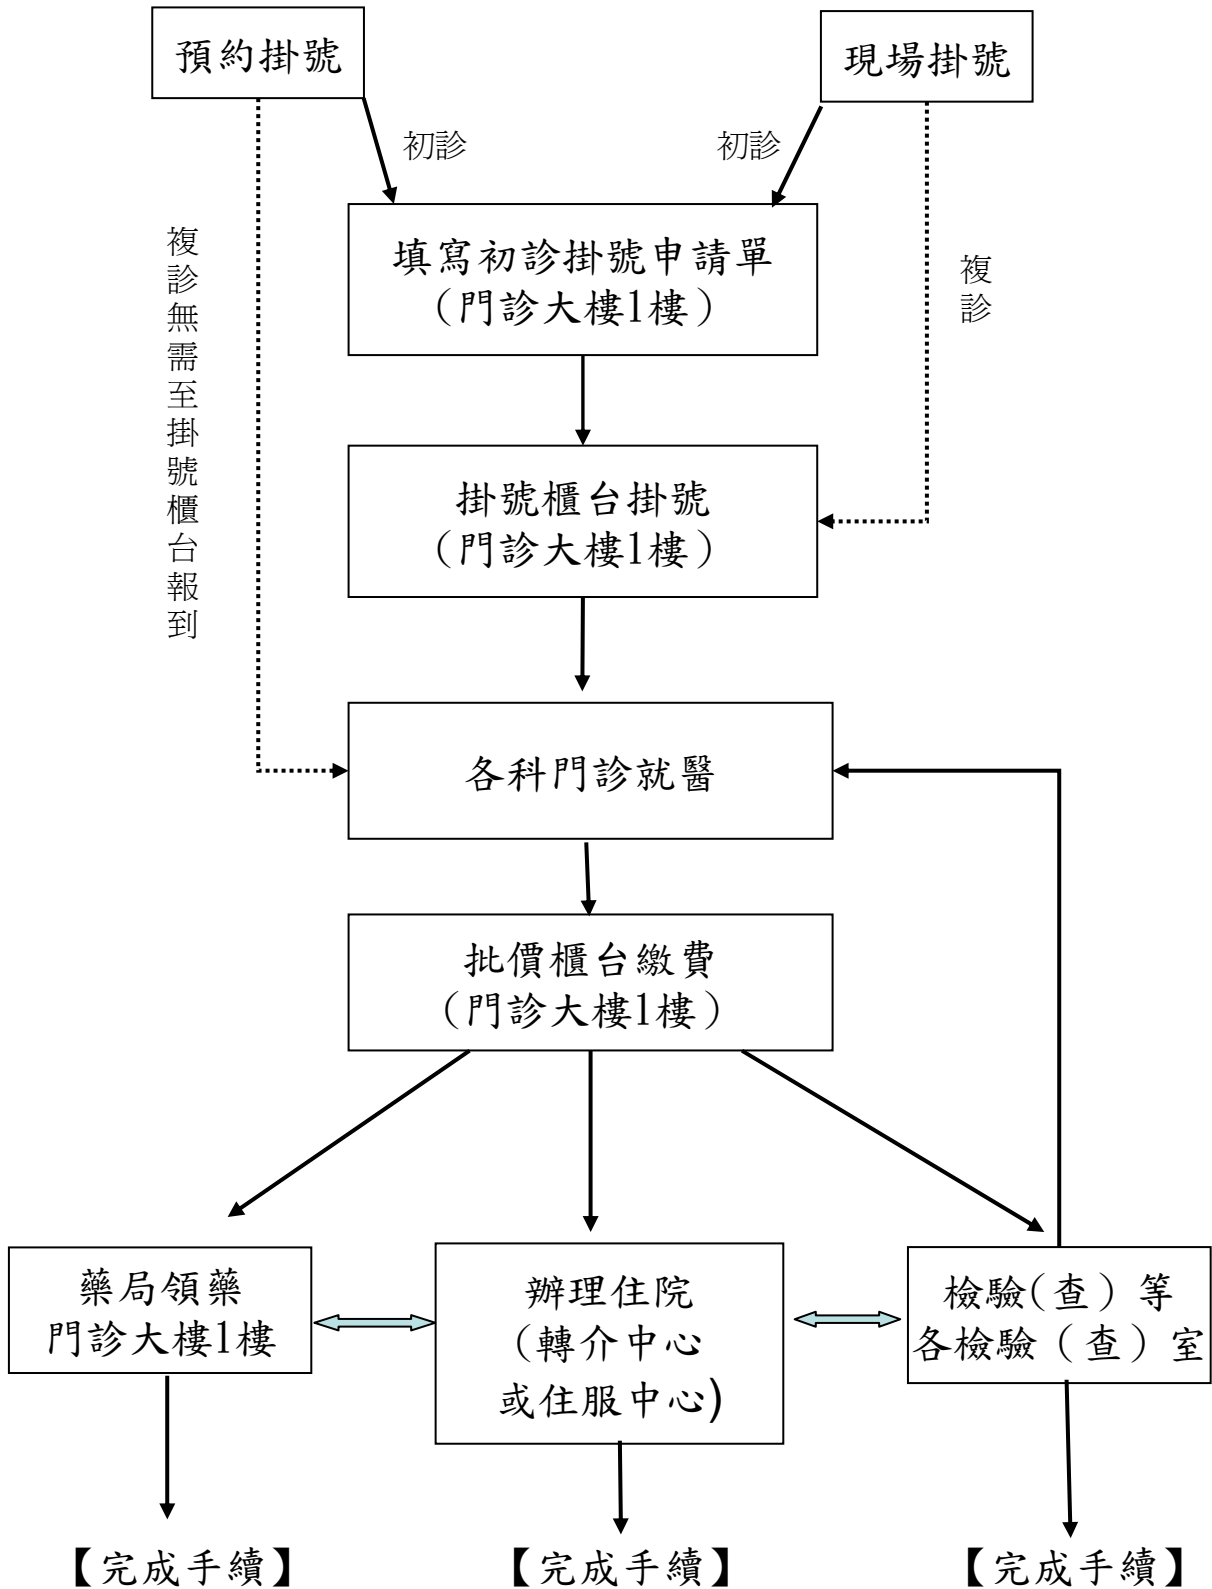 預約掛號
現場掛號
初診
初診
填寫初診掛號申請單
（門診大樓1樓）
複診無需至掛號櫃台報到
複診
掛號櫃台掛號
（門診大樓1樓）
各科門診就醫
批價櫃台繳費
（門診大樓1樓）
藥局領藥
門診大樓1樓
辦理住院
（轉介中心
或住服中心)
檢驗(查）等
各檢驗（查）室
【完成手續】
【完成手續】
【完成手續】